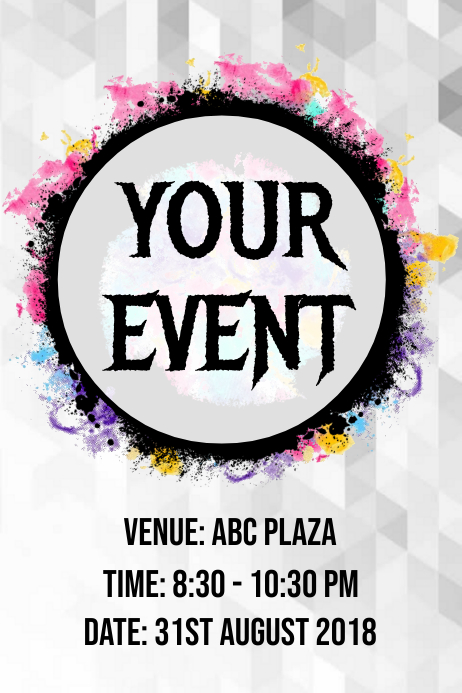 YOUR
EVENT
VENUE: ABC PLAZA
TIME: 8:30 - 10:30 PM
DATE: 31ST AUGUST 2018